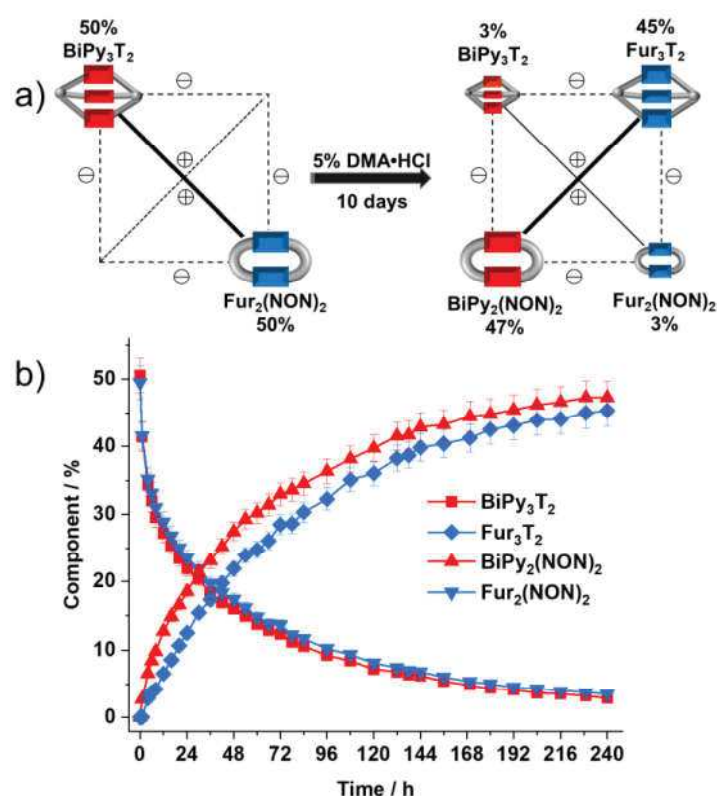 a)
50%
BiPy₃T₂
⊖
⊖
⊕
⊕
⊖
⊖
Fur₂(NON)₂
50%
5% DMA•HCl
10 days
3%
BiPy₃T₂
45%
Fur₃T₂
⊖
⊖
⊕
⊕
⊖
⊖
BiPy₂(NON)₂
47%
Fur₂(NON)₂
3%
b)
Component / %
50
40
30
20
10
0
BiPy₃T₂
Fur₃T₂
BiPy₂(NON)₂
Fur₂(NON)₂
0 24 48 72 96 120 144 168 192 216 240
Time / h